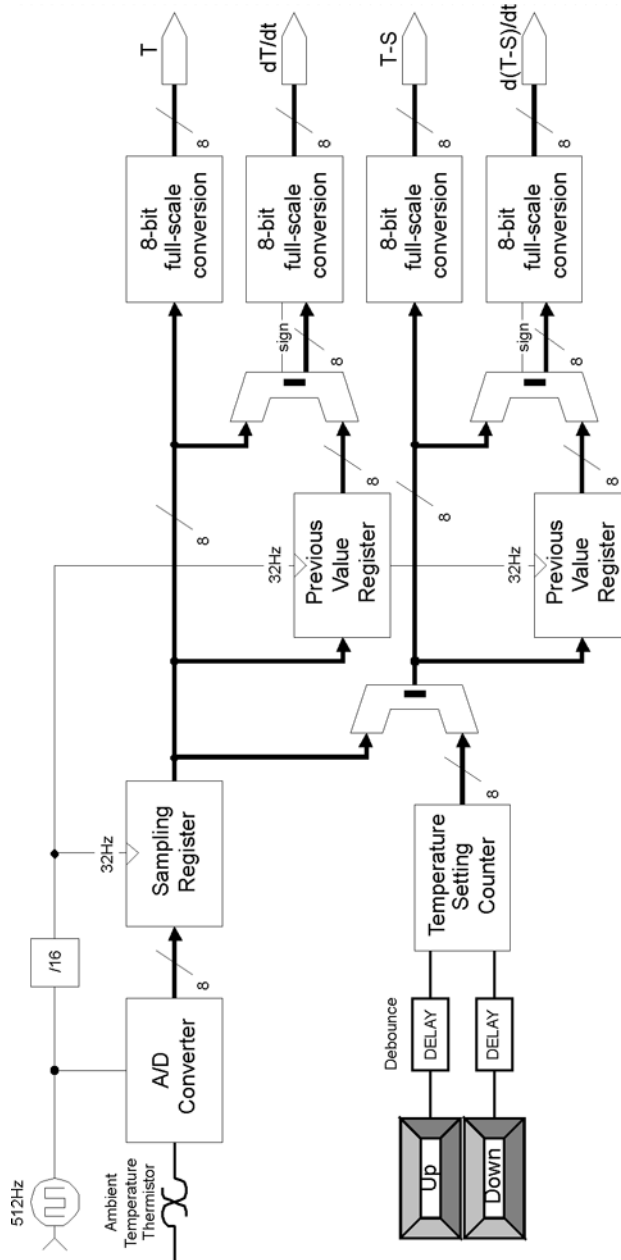 512Hz
/16
Ambient
Temperature
Thermistor
A/D
Converter
8
32Hz
Sampling
Register
8
8-bit
full-scale
conversion
8
T
32Hz
Previous
Value
Register
8
sign
8
8-bit
full-scale
conversion
8
dT/dt
Up
Down
Debounce
DELAY
DELAY
Temperature
Setting
Counter
8
8
8-bit
full-scale
conversion
8
T-S
32Hz
Previous
Value
Register
8
sign
8
8-bit
full-scale
conversion
8
d(T-S)/dt